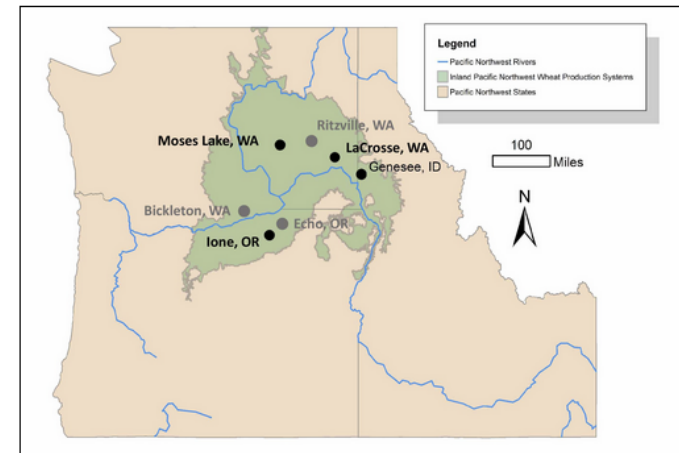 Legend
Pacific Northwest Rivers
Inland Pacific Northwest Wheat Production Systems
Pacific Northwest States
Ritzville, WA
Moses Lake, WA
LaCrosse, WA
Genesee, ID
100
Miles
Bickleton, WA
Echo, OR
Ione, OR
N